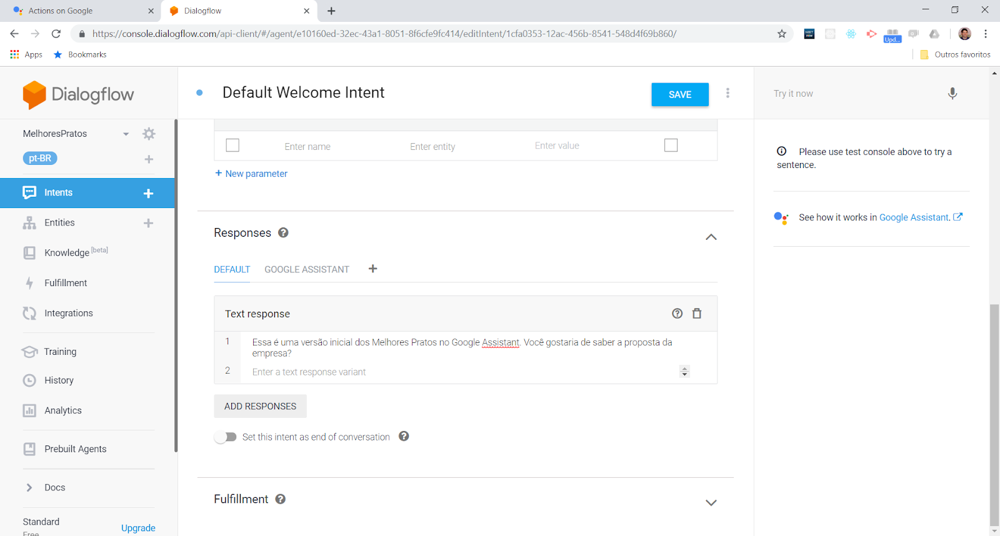 Actions on Google
Dialogflow
https://console.dialogflow.com/api-client/#/agent/e10160ed-32ec-43a1-8051-8f6cfe9fc414/editIntent/1cfa0353-12ac-456b-8541-548d4f69b860/
Upd...
Apps
Bookmarks
Outros favoritos
Dialogflow
Default Welcome Intent
SAVE
Try it now
MelhoresPratos
pt-BR
Intents
Entities
Knowledge [beta]
Fulfillment
Integrations
Training
History
Analytics
Prebuilt Agents
Docs
Standard
Free
Upgrade
Enter name
Enter entity
Enter value
+ New parameter
Responses
DEFAULT
GOOGLE ASSISTANT
+
Text response
1 Essa é uma versão inicial dos Melhores Pratos no Google Assistant. Você gostaria de saber a proposta da
empresa?
2 Enter a text response variant
ADD RESPONSES
Set this intent as end of conversation
Fulfillment
Please use test console above to try a
sentence.
See how it works in Google Assistant.